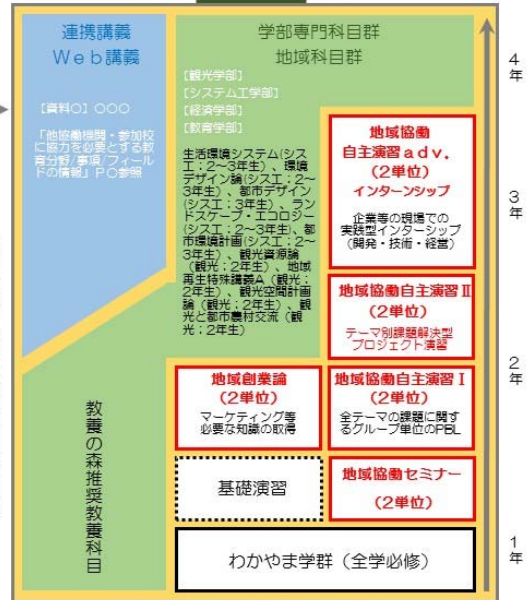 連携講義
Web講義
【資料○】○○○
「他協働機関・参加校
に協力を必要とする教
育分野/事項/フィール
ドの情報」PO参照
学部専門科目群
地域科目群
【観光学部】
【システム工学部】
【経済学部】
【教育学部】
生活環境システム(シス
工;2~3年生)、環境
デザイン論(シスエ;2~
3年生)、都市デザイン
(シスエ;3年生)、ラン
ドスケープ・エコロジー
(シスエ;2~3年生)、都
市環境計画(シスエ;2~
3年生)、観光資源論
(観光;2年生)、地域
再生特殊講義A(観光;
2年生)、観光空間計画
論(観光;2年生)、観
光と都市農村交流(観
光;2年生)
地域協働
自主演習adv.
(2単位)
インターンシップ
企業等の現場での
実践型インターシップ
(開発・技術・経営)
地域協働自主演習Ⅱ
(2単位)
テーマ別課題解決型
プロジェクト演習
地域創業論
(2単位)
マーケティング等
必要な知識の取得
地域協働自主演習Ⅰ
(2単位)
全テーマの課題に関す
るグループ単位のPBL
教養の森推奨教養科目
基礎演習
地域協働セミナー
(2単位)
わかやま学群(全学必修)
4年
3年
2年
1年